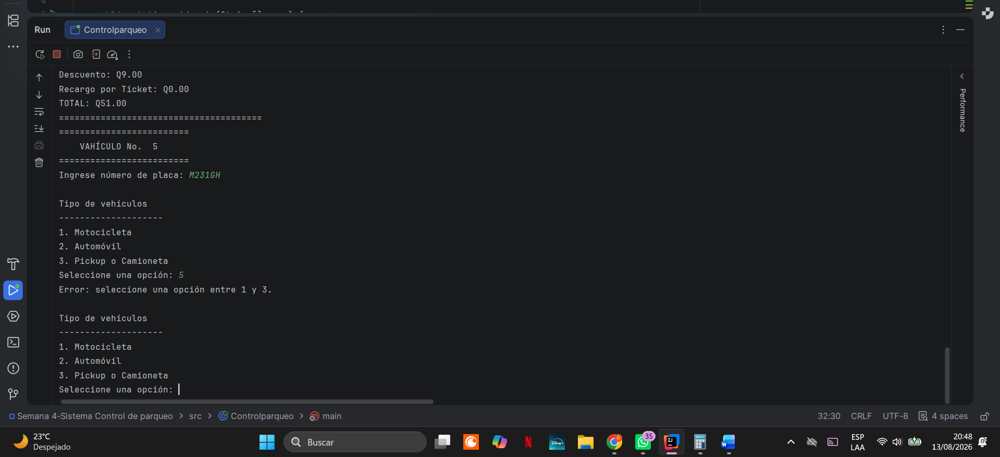 4
Run
Controlparqueo
Descuento: Q9.00
Recargo por Ticket: Q0.00
TOTAL: Q51.00
=======================================
=========================
VAHÍCULO No.  5
=========================
Ingrese número de placa: M231GH
Tipo de vehículos
--------------------
1. Motocicleta
2. Automóvil
3. Pickup o Camioneta
Seleccione una opción: 5
Error: seleccione una opción entre 1 y 3.
Tipo de vehículos
--------------------
1. Motocicleta
2. Automóvil
3. Pickup o Camioneta
Seleccione una opción:
Performance
Semana 4-Sistema Control de parqueo > src > Controlparqueo > main
32:30 CRLF UTF-8 4 spaces
23°C
Despejado
Buscar
35
ESP
LAA
20:48
13/08/2026